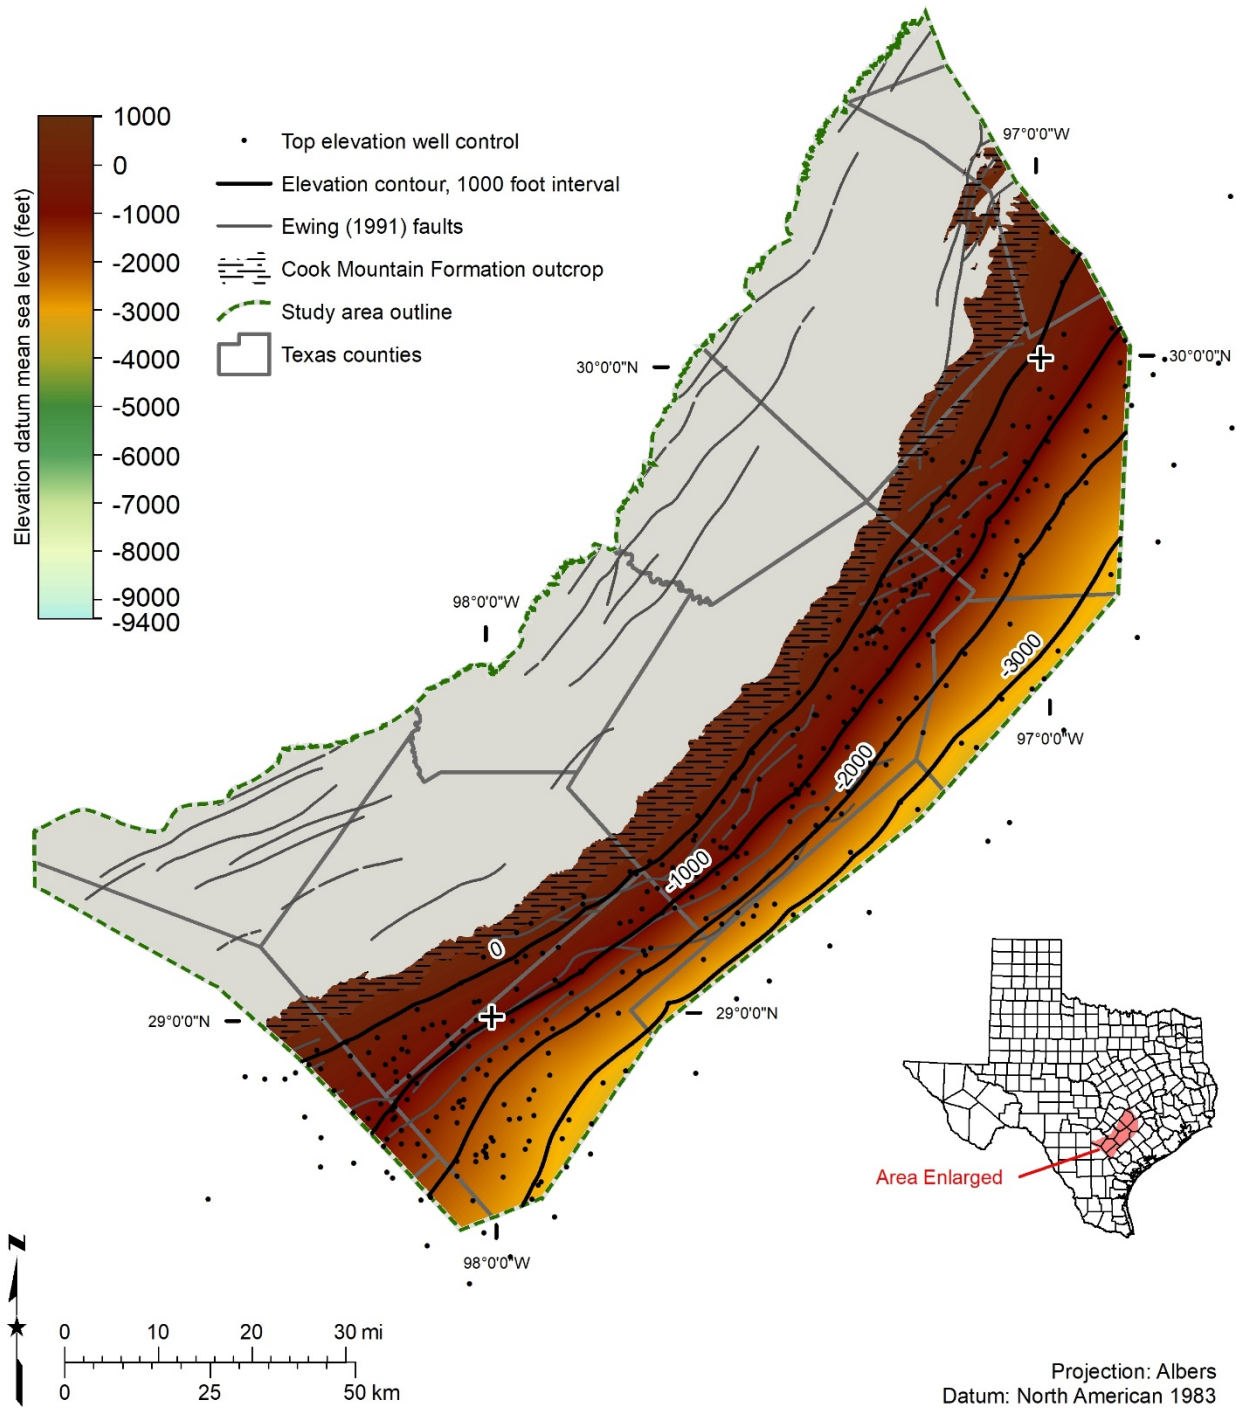 Elevation datum mean sea level (feet)
1000
0
-1000
-2000
-3000
-4000
-5000
-6000
-7000
-8000
-9000
-9400
Top elevation well control
Elevation contour, 1000 foot interval
Ewing (1991) faults
Cook Mountain Formation outcrop
Study area outline
Texas counties
97°0'0"W
30°0'0"N
30°0'0"N
98°0'0"W
-3000
97°0'0"W
-2000
-1000
0
29°0'0"N
29°0'0"N
98°0'0"W
Area Enlarged
N
0 10 20 30 mi
0 25 50 km
Projection: Albers
Datum: North American 1983